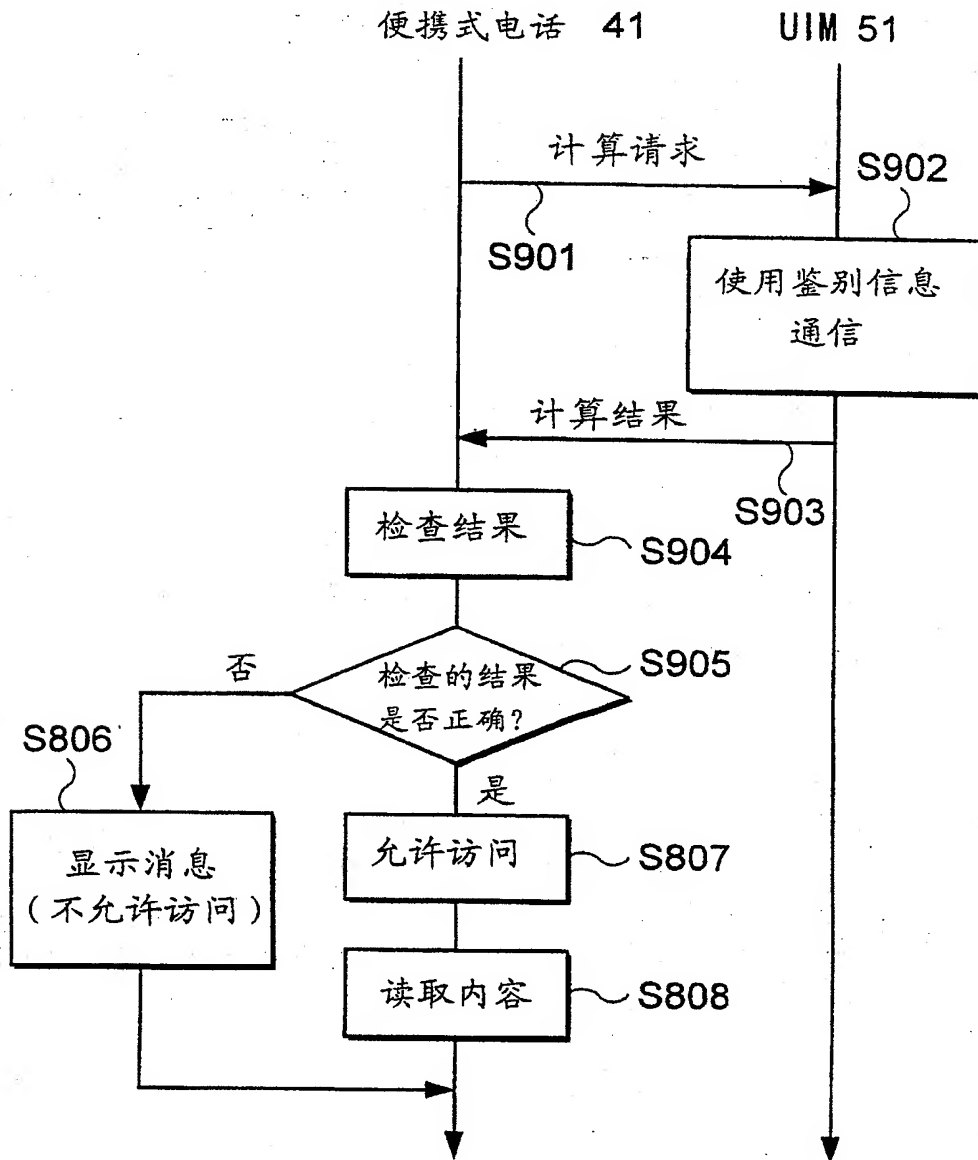 便携式电话 41
UIM 51
计算请求
S901
S902
使用鉴别信息
通信
计算结果
S903
检查结果
S904
检查的结果
是否正确?
S905
否
是
S806
显示消息
(不允许访问)
允许访问
S807
读取内容
S808